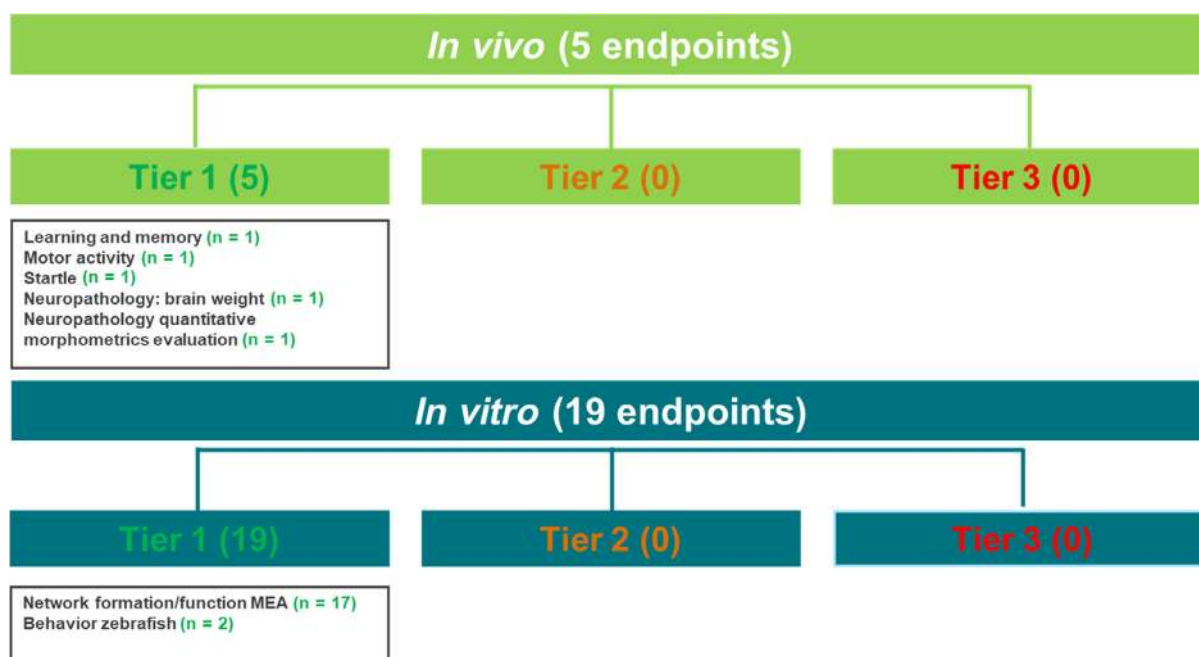 In vivo (5 endpoints)
Tier 1 (5)
Tier 2 (0)
Tier 3 (0)
Learning and memory (n = 1)
Motor activity (n = 1)
Startle (n = 1)
Neuropathology: brain weight (n = 1)
Neuropathology quantitative
morphometrics evaluation (n = 1)
In vitro (19 endpoints)
Tier 1 (19)
Tier 2 (0)
Tier 3 (0)
Network formation/function MEA (n = 17)
Behavior zebrafish (n = 2)